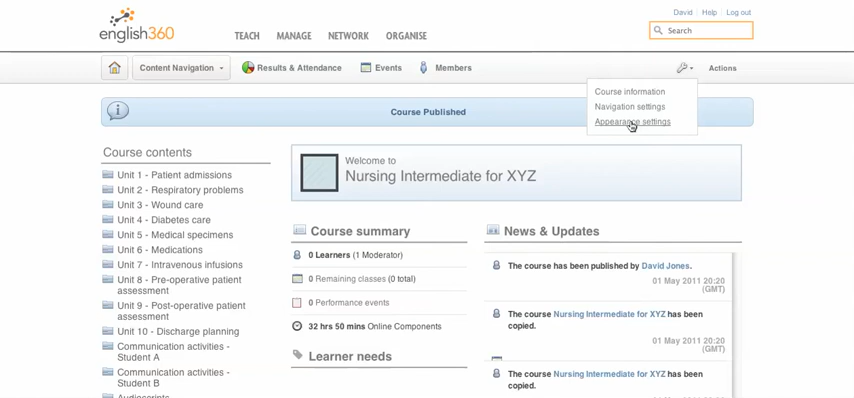 David Help Log out
english360
TEACH MANAGE NETWORK ORGANISE
Search
Content Navigation Results & Attendance Events Members Actions
Course information
Navigation settings
Appearance settings
Course Published
Course contents
Unit 1 - Patient admissions
Unit 2 - Respiratory problems
Unit 3 - Wound care
Unit 4 - Diabetes care
Unit 5 - Medical specimens
Unit 6 - Medications
Unit 7 - Intravenous infusions
Unit 8 - Pre-operative patient
assessment
Unit 9 - Post-operative patient
assessment
Unit 10 - Discharge planning
Communication activities -
Student A
Communication activities -
Student B
Audioscripts
Welcome to
Nursing Intermediate for XYZ
Course summary
0 Learners (1 Moderator)
0 Remaining classes (0 total)
0 Performance events
32 hrs 50 mins Online Components
Learner needs
News & Updates
The course has been published by David Jones.
01 May 2011 20:20
(GMT)
The course Nursing Intermediate for XYZ has been
copied.
01 May 2011 20:20
(GMT)
The course Nursing Intermediate for XYZ has been
copied.